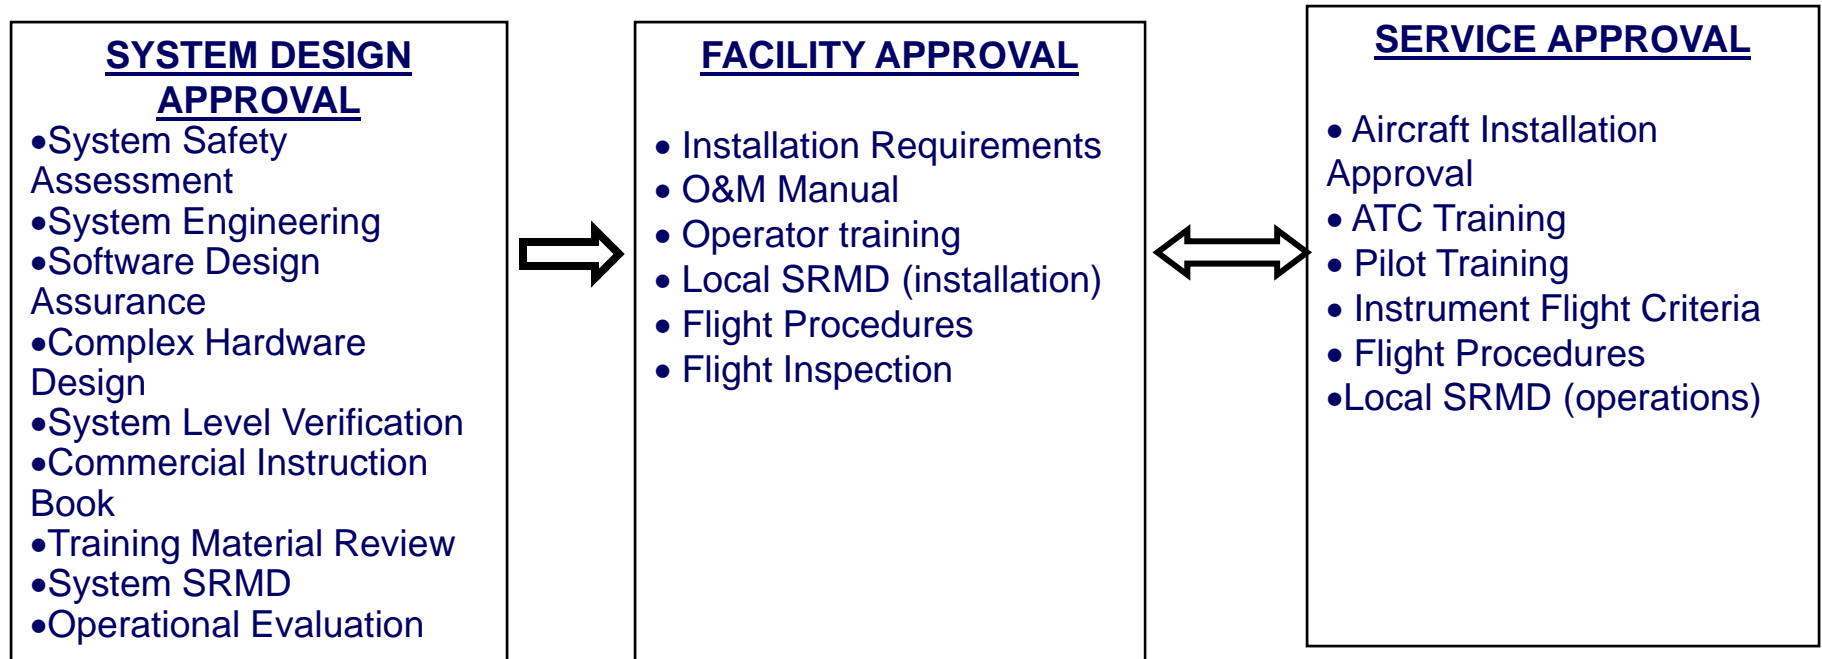 SYSTEM DESIGN
APPROVAL
•System Safety
Assessment
•System Engineering
•Software Design
Assurance
•Complex Hardware
Design
•System Level Verification
•Commercial Instruction
Book
•Training Material Review
•System SRMD
•Operational Evaluation
FACILITY APPROVAL
• Installation Requirements
• O&M Manual
• Operator training
• Local SRMD (installation)
• Flight Procedures
• Flight Inspection
SERVICE APPROVAL
• Aircraft Installation
Approval
• ATC Training
• Pilot Training
• Instrument Flight Criteria
• Flight Procedures
•Local SRMD (operations)